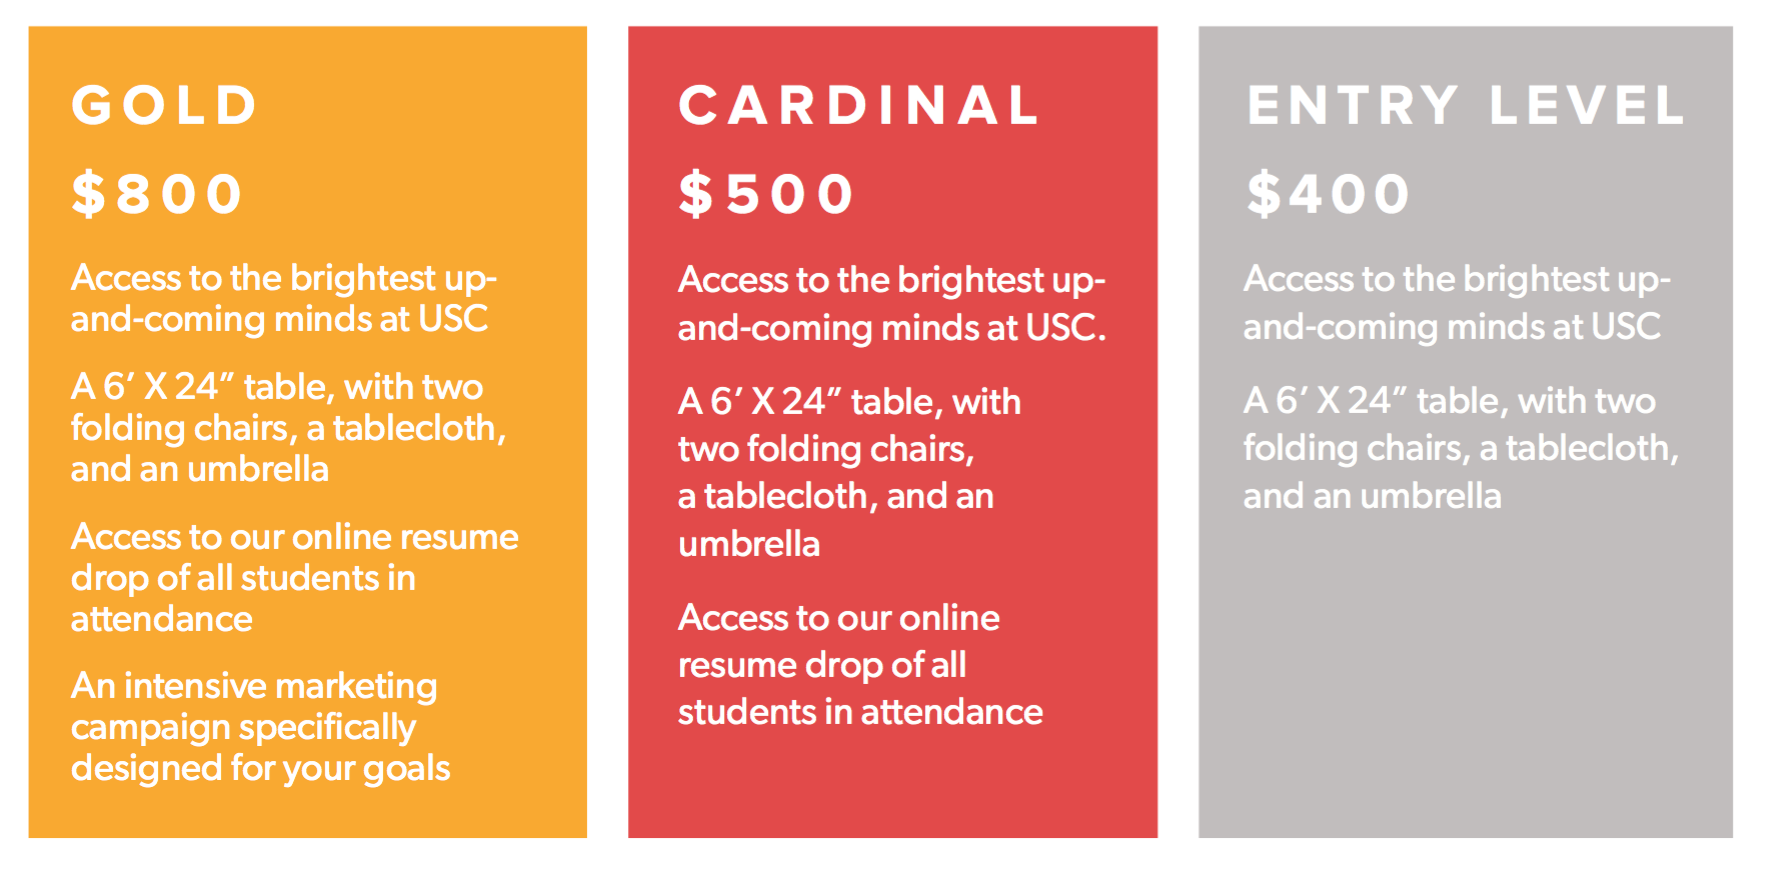 GOLD
$800
Access to the brightest up-
and-coming minds at USC
A 6′ X 24″ table, with two
folding chairs, a tablecloth,
and an umbrella
Access to our online resume
drop of all students in
attendance
An intensive marketing
campaign specifically
designed for your goals
CARDINAL
$500
Access to the brightest up-
and-coming minds at USC.
A 6′ X 24″ table, with
two folding chairs,
a tablecloth, and an
umbrella
Access to our online
resume drop of all
students in attendance
ENTRY LEVEL
$400
Access to the brightest up-
and-coming minds at USC
A 6′ X 24″ table, with two
folding chairs, a tablecloth,
and an umbrella